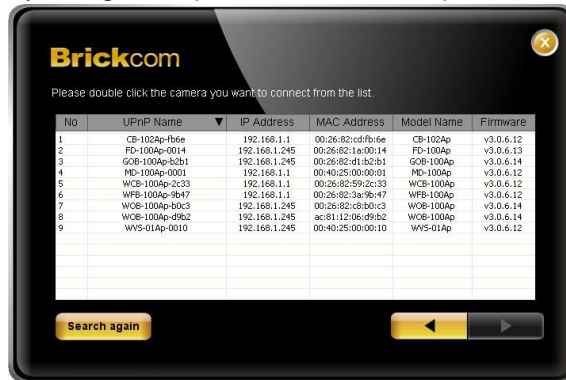 Brickcom
Please double click the camera you want to connect from the list.
No UPnP Name ▼ IP Address MAC Address Model Name Firmware
1 CB-102Ap-fb6e 192.168.1.1 00:26:82:cd:fb:6e CB-102Ap v3.0.6.12
2 FD-100Ap-0014 192.168.1.245 00:26:82:1a:00:14 FD-100Ap v3.0.6.13
3 GOB-100Ap-b2b1 192.168.1.245 00:26:82:d1:b2:b1 GOB-100Ap v3.0.6.14
4 MD-100Ap-0001 192.168.1.1 00:40:25:00:00:01 MD-100Ap v3.0.6.12
5 WCB-100Ap-2c33 192.168.1.1 00:26:82:59:2c:33 WCB-100Ap v3.0.6.12
6 WFB-100Ap-9b47 192.168.1.1 00:26:82:3a:9b:47 WFB-100Ap v3.0.6.12
7 WOB-100Ap-b0c3 192.168.1.245 00:26:82:c8:b0:c3 WOB-100Ap v3.0.6.14
8 WOB-100Ap-d9b2 192.168.1.245 ac:81:12:06:d9:b2 WOB-100Ap v3.0.6.14
9 WVS-01Ap-0010 192.168.1.245 00:40:25:00:00:10 WVS-01Ap v3.0.6.12
Search again